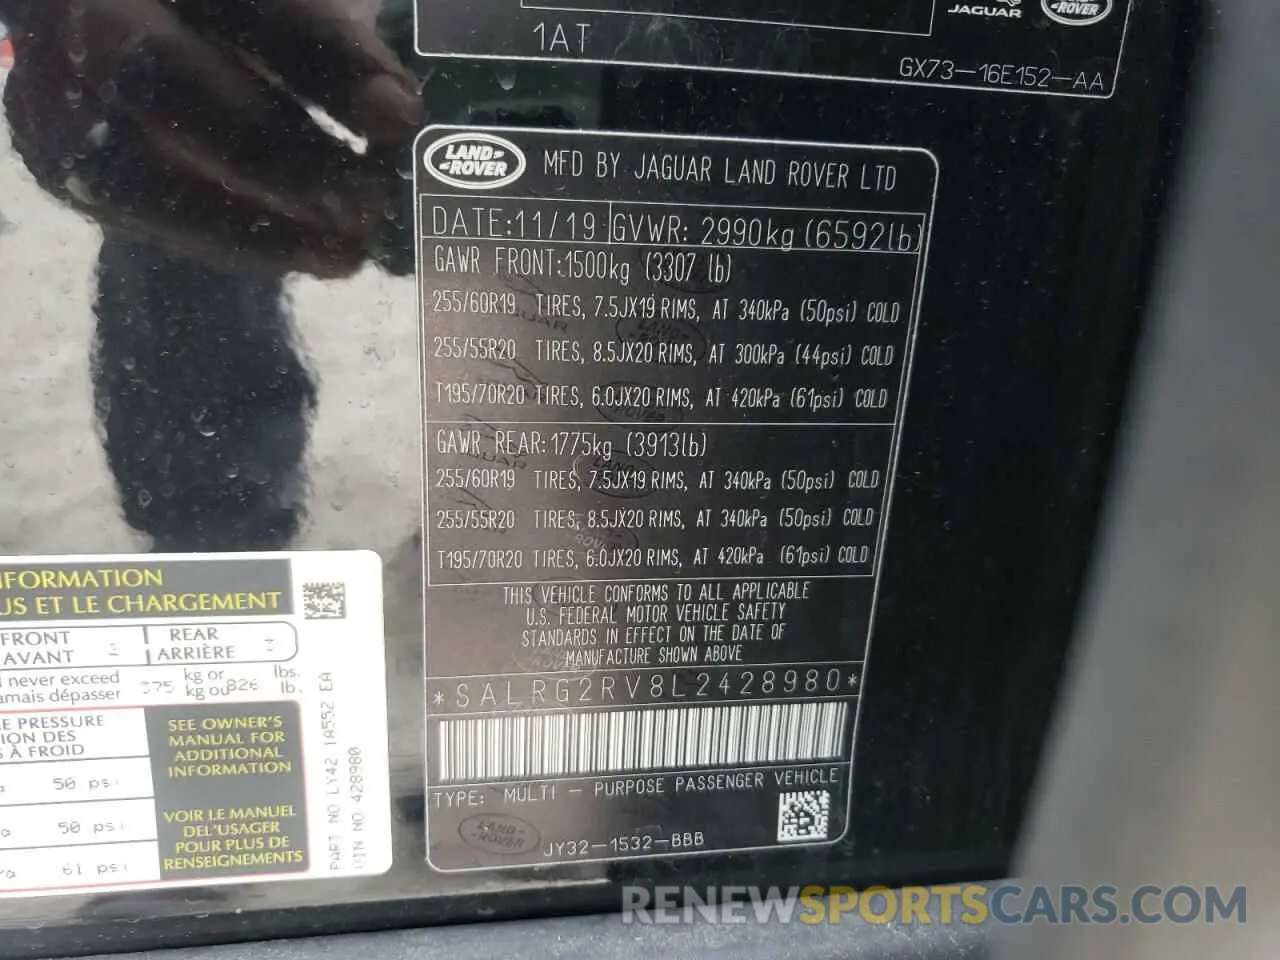 JAGUAR
LAND-ROVER
1AT
GX73-16E152-AA
LAND-ROVER MFD BY JAGUAR LAND ROVER LTD
DATE:11/19 GVWR: 2990kg (6592lb)
GAWR FRONT:1500kg (3307 lb)
255/60R19 TIRES, 7.5JX19 RIMS, AT 340kPa (50psi) COLD
255/55R20 TIRES, 8.5JX20 RIMS, AT 300kPa (44psi) COLD
T195/70R20 TIRES, 6.0JX20 RIMS, AT 420kPa (61psi) COLD
GAWR REAR:1775kg (3913lb)
255/60R19 TIRES, 7.5JX19 RIMS, AT 340kPa (50psi) COLD
255/55R20 TIRES, 8.5JX20 RIMS, AT 340kPa (50psi) COLD
T195/70R20 TIRES, 6.0JX20 RIMS, AT 420kPa (61psi) COLD
THIS VEHICLE CONFORMS TO ALL APPLICABLE
U.S. FEDERAL MOTOR VEHICLE SAFETY
STANDARDS IN EFFECT ON THE DATE OF
MANUFACTURE SHOWN ABOVE
*SALRG2RV8L2428980*
TYPE: MULTI - PURPOSE PASSENGER VEHICLE
LAND-ROVER
JY32-1532-BBB
NFORMATION
US ET LE CHARGEMENT
FRONT 2 REAR 3
AVANT ARRIÈRE
never exceed 375 kg or 826 lbs.
amais dépasser kg ou lb.
E PRESSURE
ION DES
À FROID
50 psi
50 psi
61 psi
SEE OWNER'S
MANUAL FOR
ADDITIONAL
INFORMATION
VOIR LE MANUEL
DEL'USAGER
POUR PLUS DE
RENSEIGNEMENTS
PART NO LY42 1A552 EA
VIN NO 428980
RENEWSPORTSCARS.COM